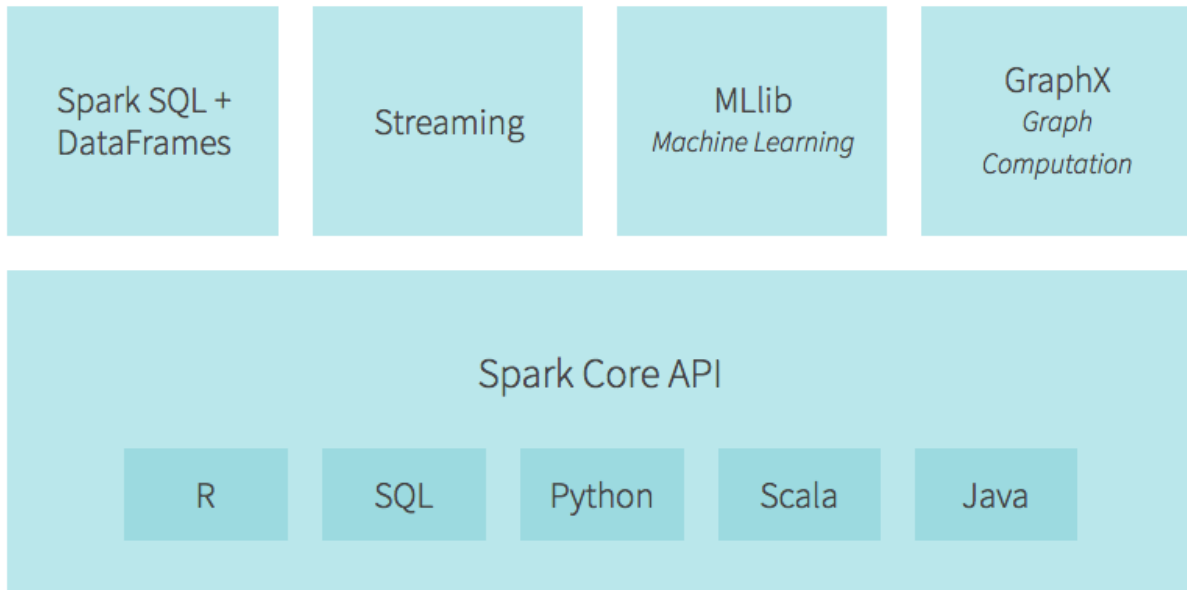 Spark SQL +
DataFrames
Streaming
MLlib
Machine Learning
GraphX
Graph
Computation
Spark Core API
R
SQL
Python
Scala
Java